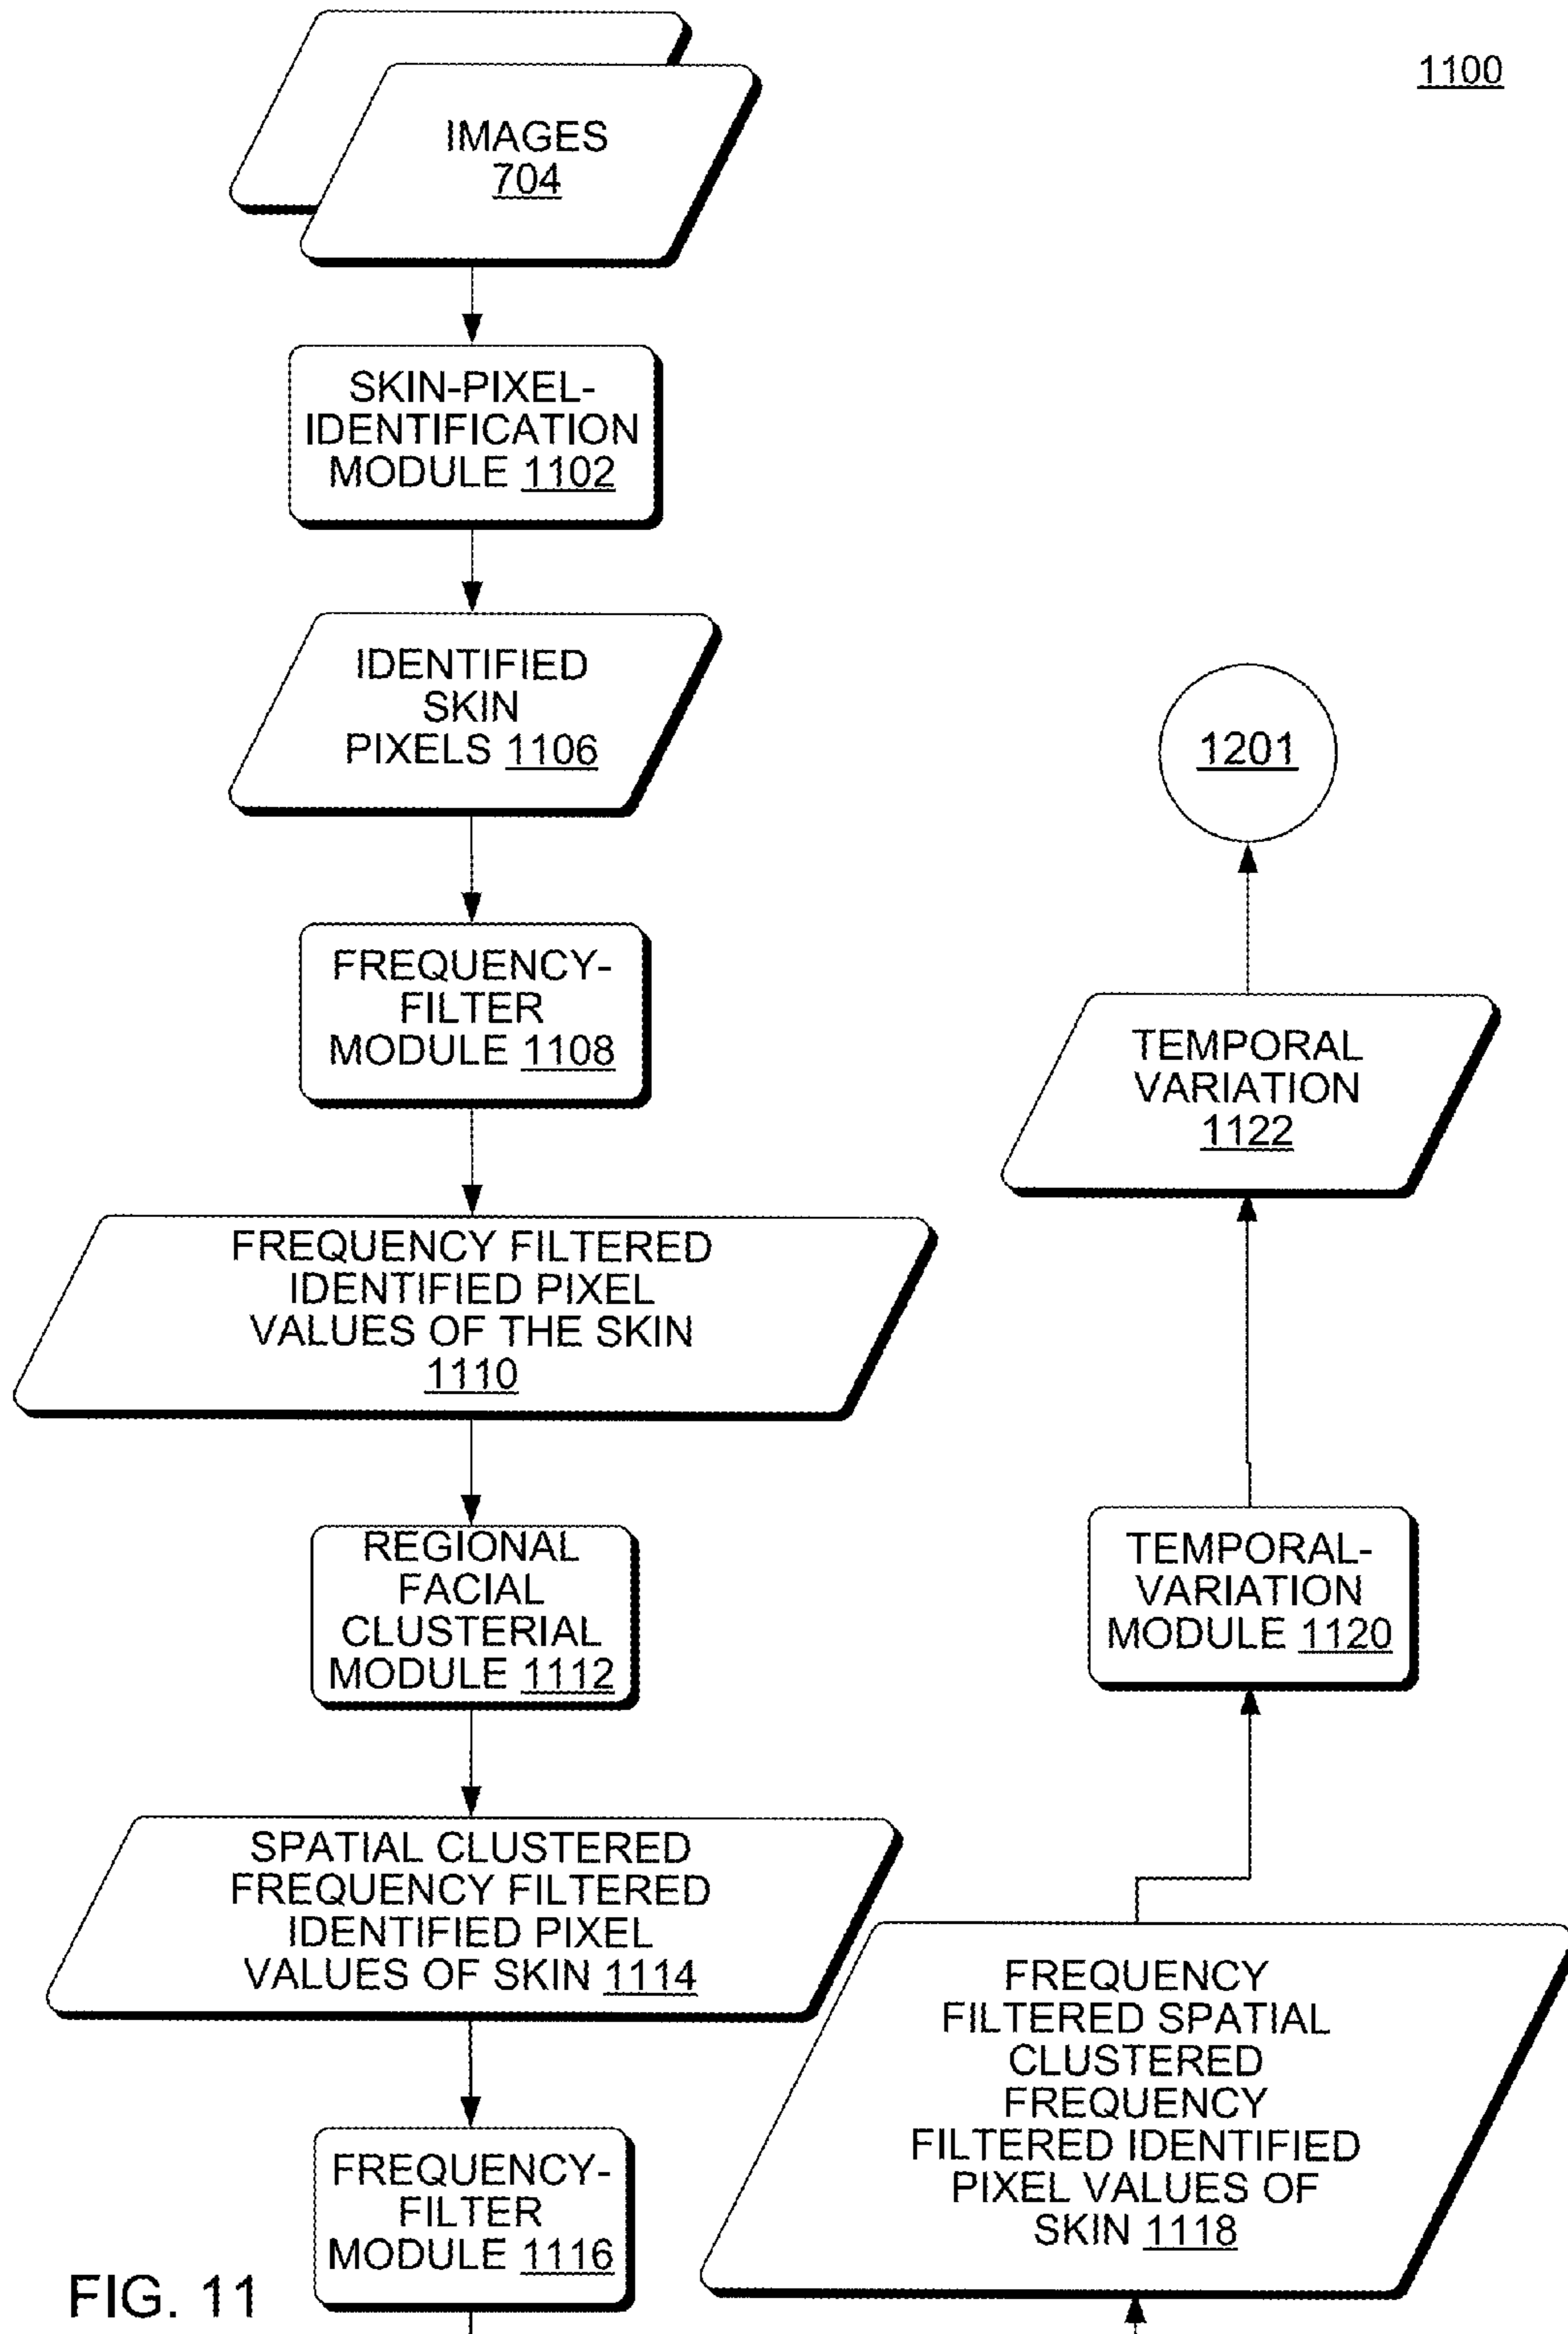 1100
IMAGES
704
SKIN-PIXEL-
IDENTIFICATION
MODULE 1102
IDENTIFIED
SKIN
PIXELS 1106
FREQUENCY-
FILTER
MODULE 1108
FREQUENCY FILTERED
IDENTIFIED PIXEL
VALUES OF THE SKIN
1110
REGIONAL
FACIAL
CLUSTERIAL
MODULE 1112
SPATIAL CLUSTERED
FREQUENCY FILTERED
IDENTIFIED PIXEL
VALUES OF SKIN 1114
FREQUENCY-
FILTER
MODULE 1116
FREQUENCY
FILTERED SPATIAL
CLUSTERED
FREQUENCY
FILTERED IDENTIFIED
PIXEL VALUES OF
SKIN 1118
TEMPORAL-
VARIATION
MODULE 1120
TEMPORAL
VARIATION
1122
1201
FIG. 11